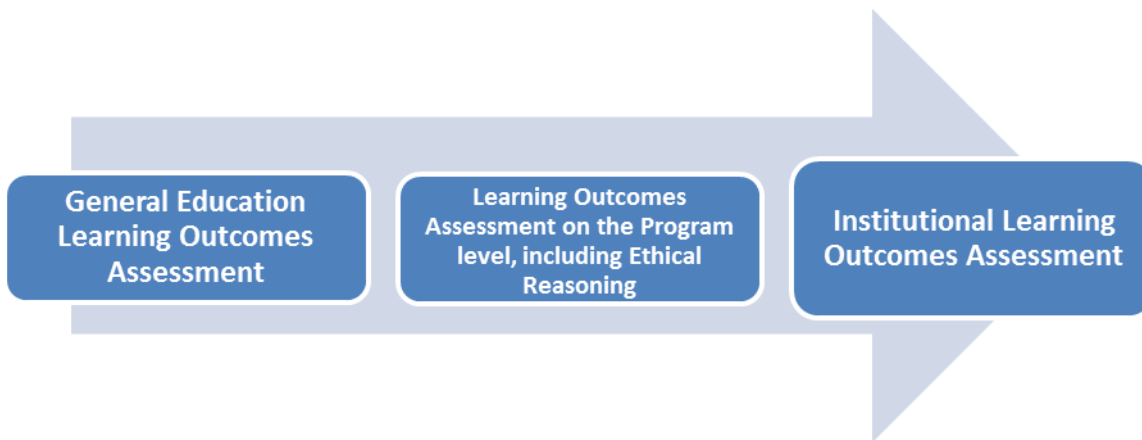 General Education
Learning Outcomes
Assessment
Learning Outcomes
Assessment on the Program
level, including Ethical
Reasoning
Institutional Learning
Outcomes Assessment